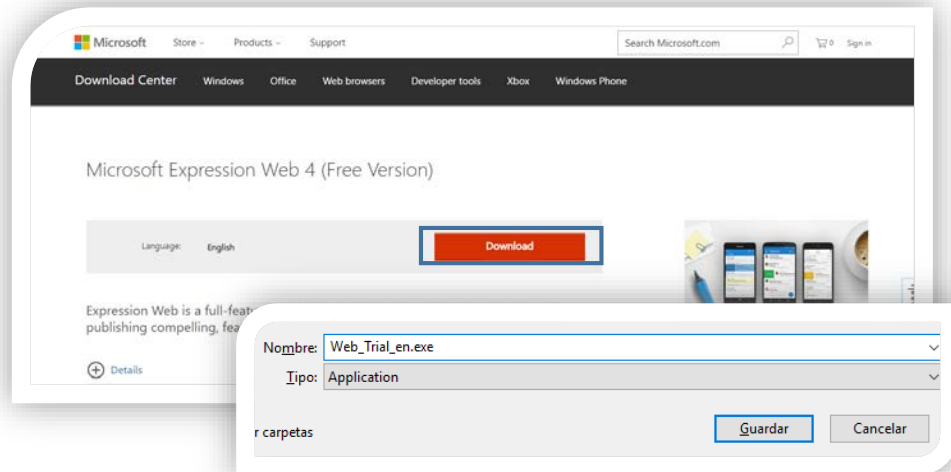 Microsoft Store Products Support Search Microsoft.com 0 Sign in
Download Center Windows Office Web browsers Developer tools Xbox Windows Phone
Microsoft Expression Web 4 (Free Version)
Language: English Download
Expression Web is a full-feat
publishing compelling, fea
Details
Nombre: Web_Trial_en.exe
Tipo: Application
r carpetas Guardar Cancelar